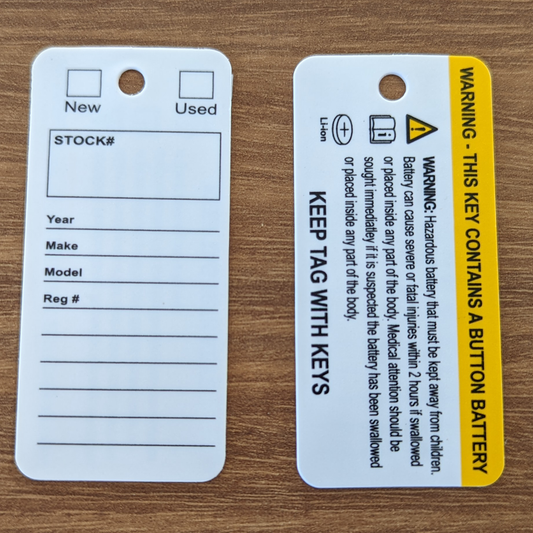 New
Used
STOCK#
Year
Make
Model
Reg #
WARNING - THIS KEY CONTAINS A BUTTON BATTERY
WARNING: Hazardous battery that must be kept away from children.
Battery can cause severe or fatal injuries within 2 hours if swallowed
or placed inside any part of the body. Medical attention should be
sought immediatley if it is suspected the battery has been swallowed
or placed inside any part of the body.
Li-ion
KEEP TAG WITH KEYS